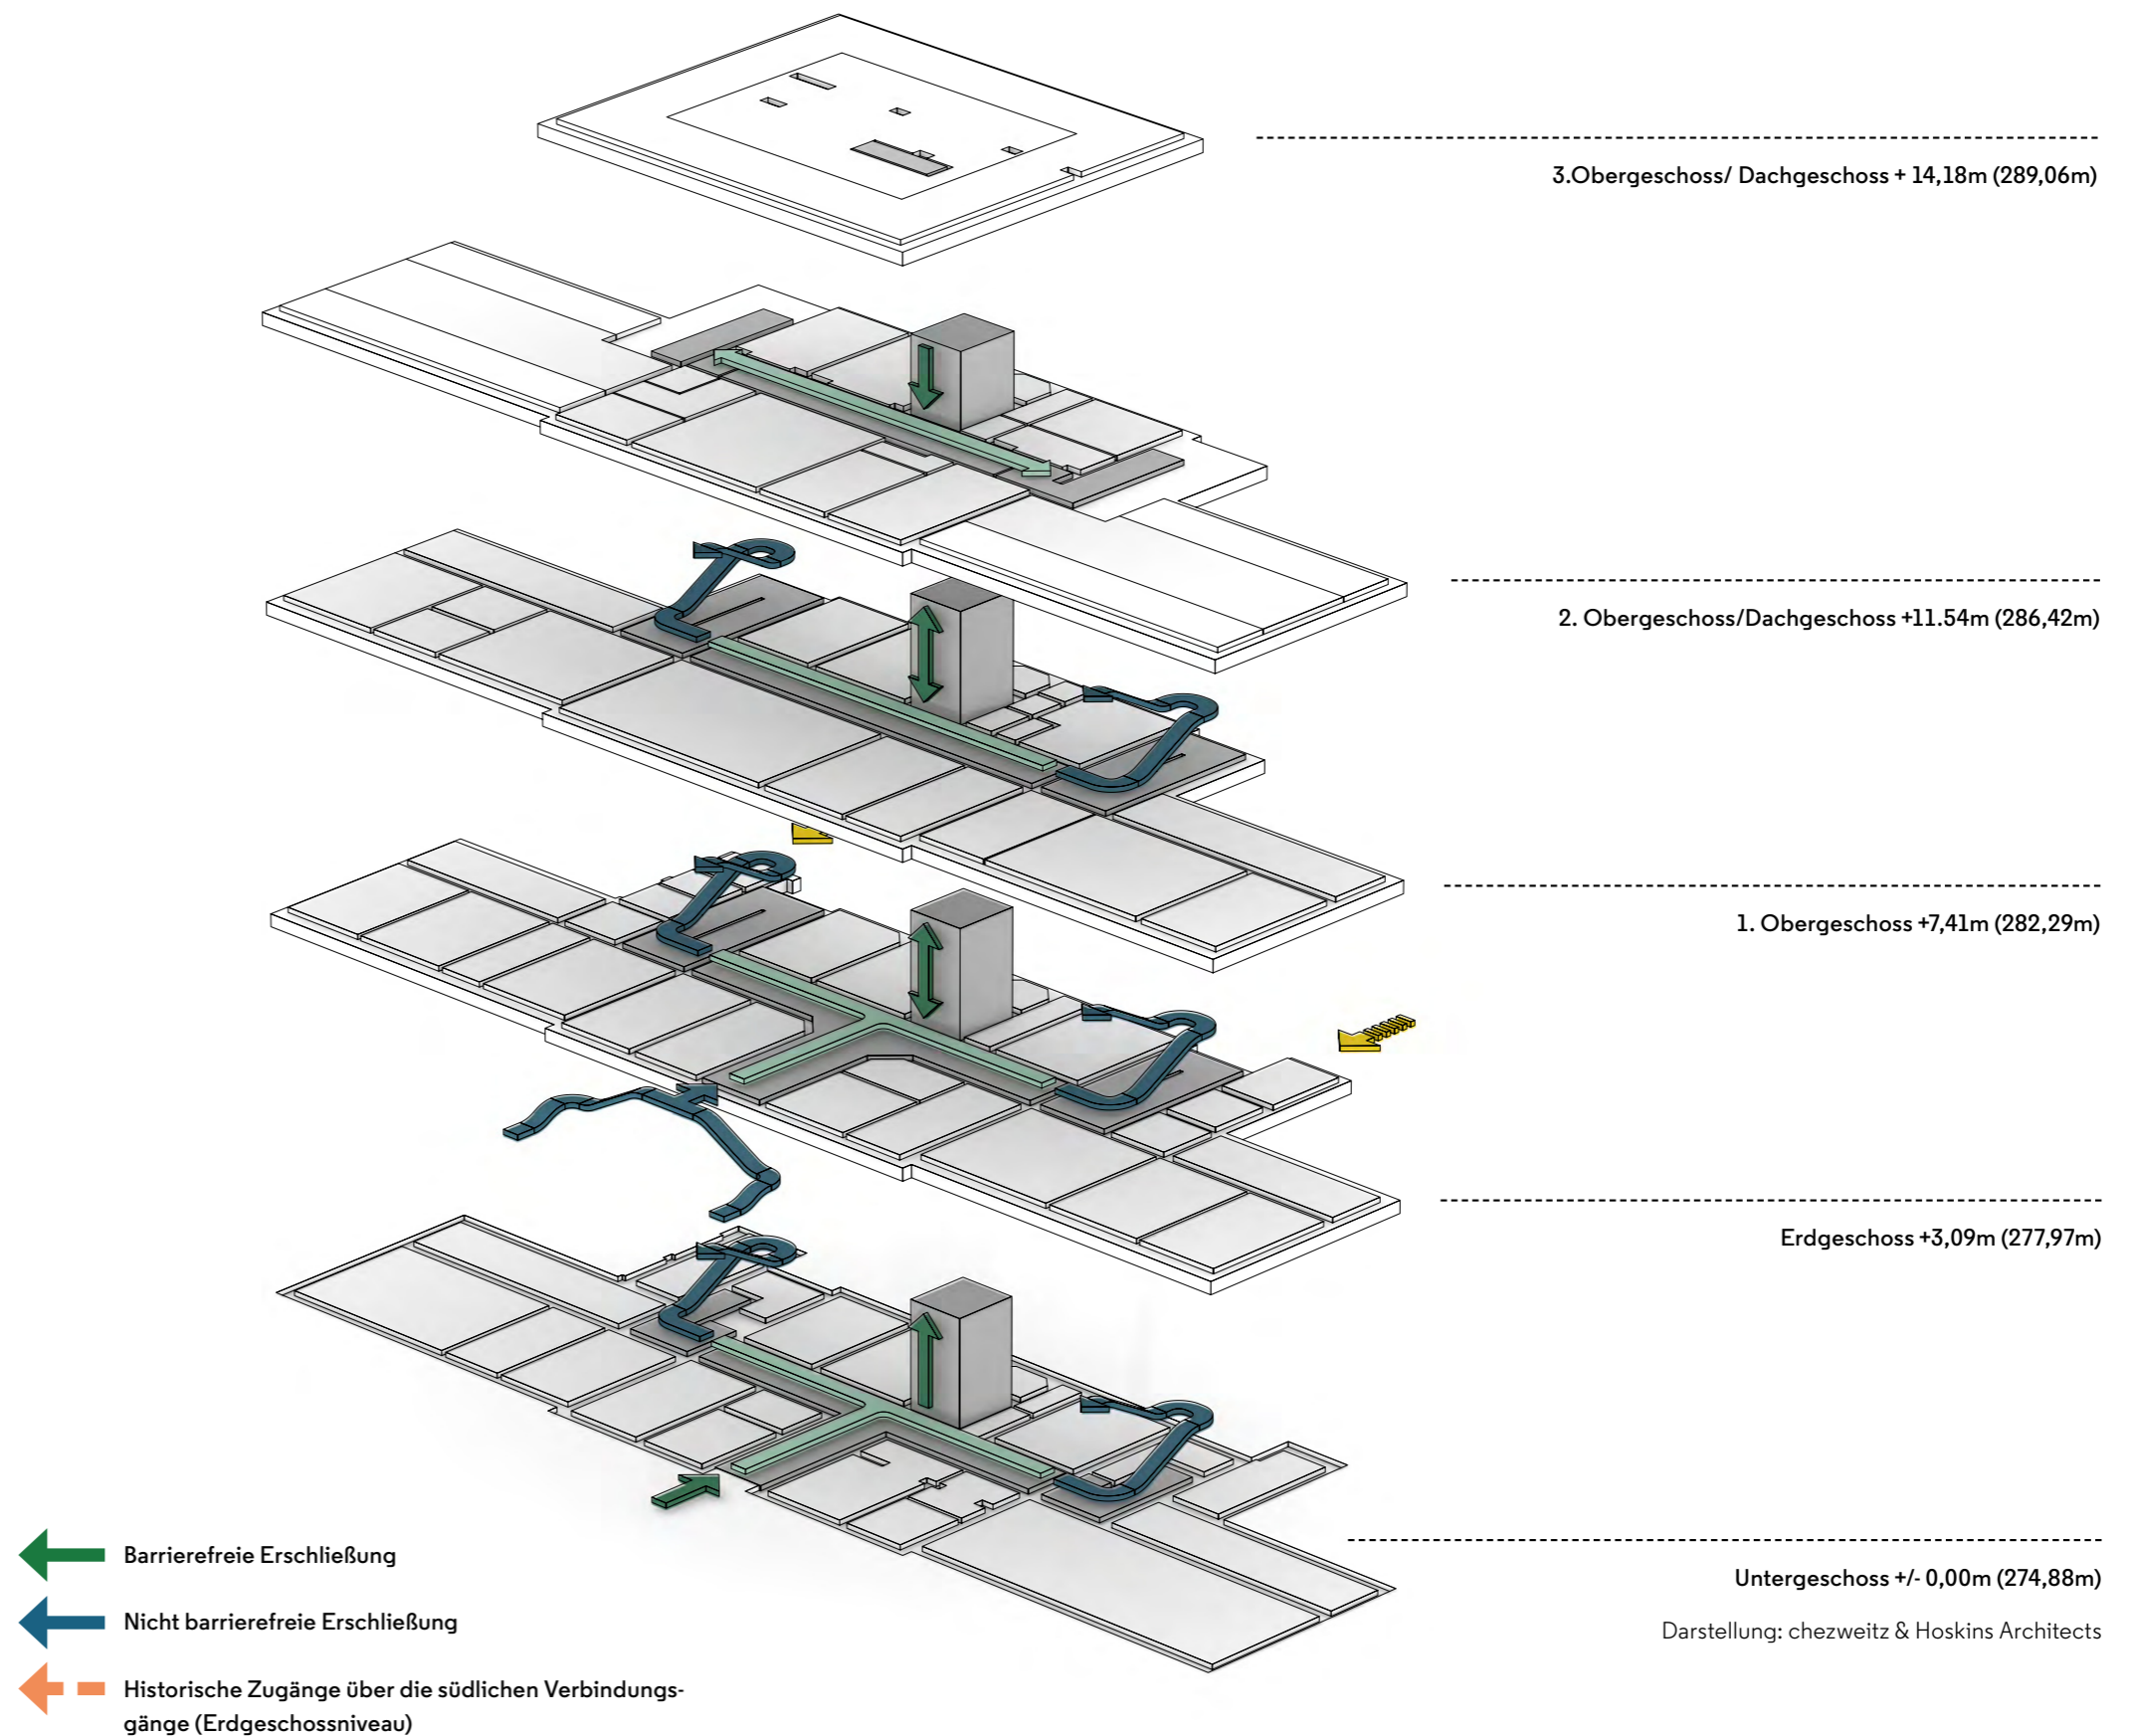 3.Obergeschoss/ Dachgeschoss + 14,18m (289,06m)
2. Obergeschoss/Dachgeschoss +11.54m (286,42m)
1. Obergeschoss +7,41m (282,29m)
Erdgeschoss +3,09m (277,97m)
Untergeschoss +/- 0,00m (274,88m)
Darstellung: chezweitz & Hoskins Architects
Barrierefreie Erschließung
Nicht barrierefreie Erschließung
Historische Zugänge über die südlichen Verbindungs-
gänge (Erdgeschossniveau)